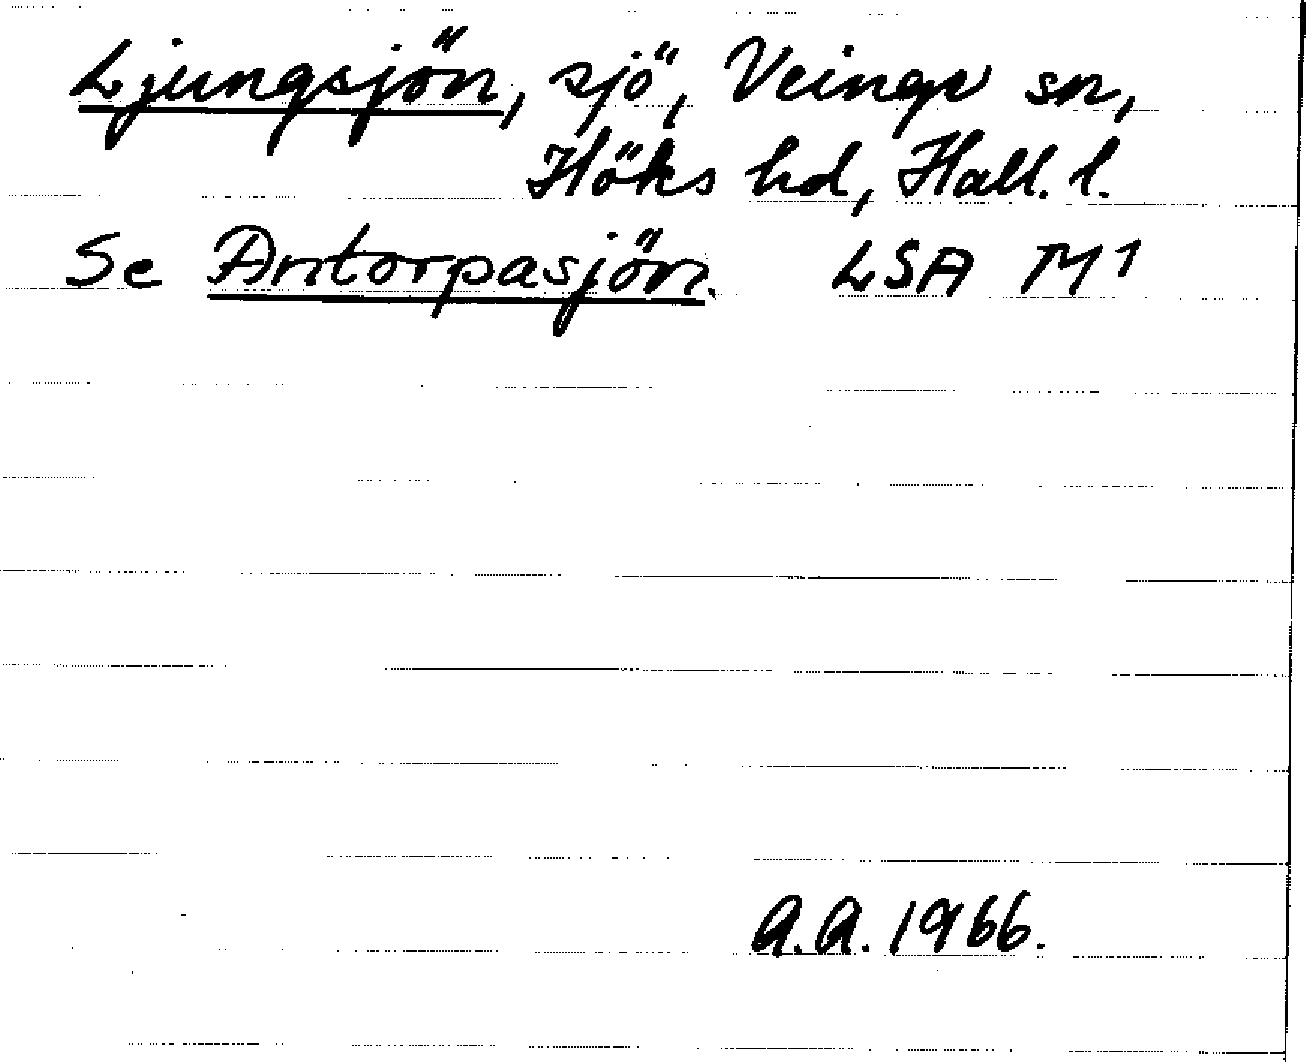 Ljungsjön, sjö, Veinge sn,
Höks hd, Hall. l.
Se Antorpasjön. LSA M1
A.A. 1966.